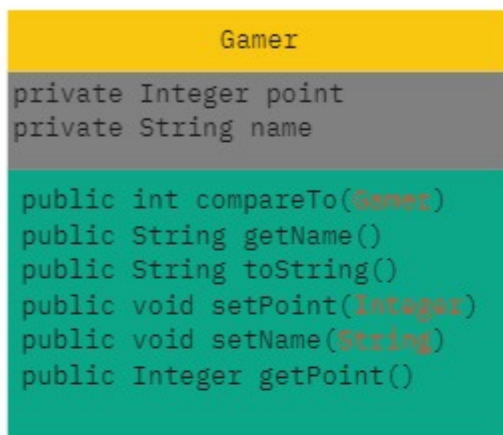 Gamer
private Integer point
private String name
public int compareTo(Gamer)
public String getName()
public String toString()
public void setPoint(Integer)
public void setName(String)
public Integer getPoint()